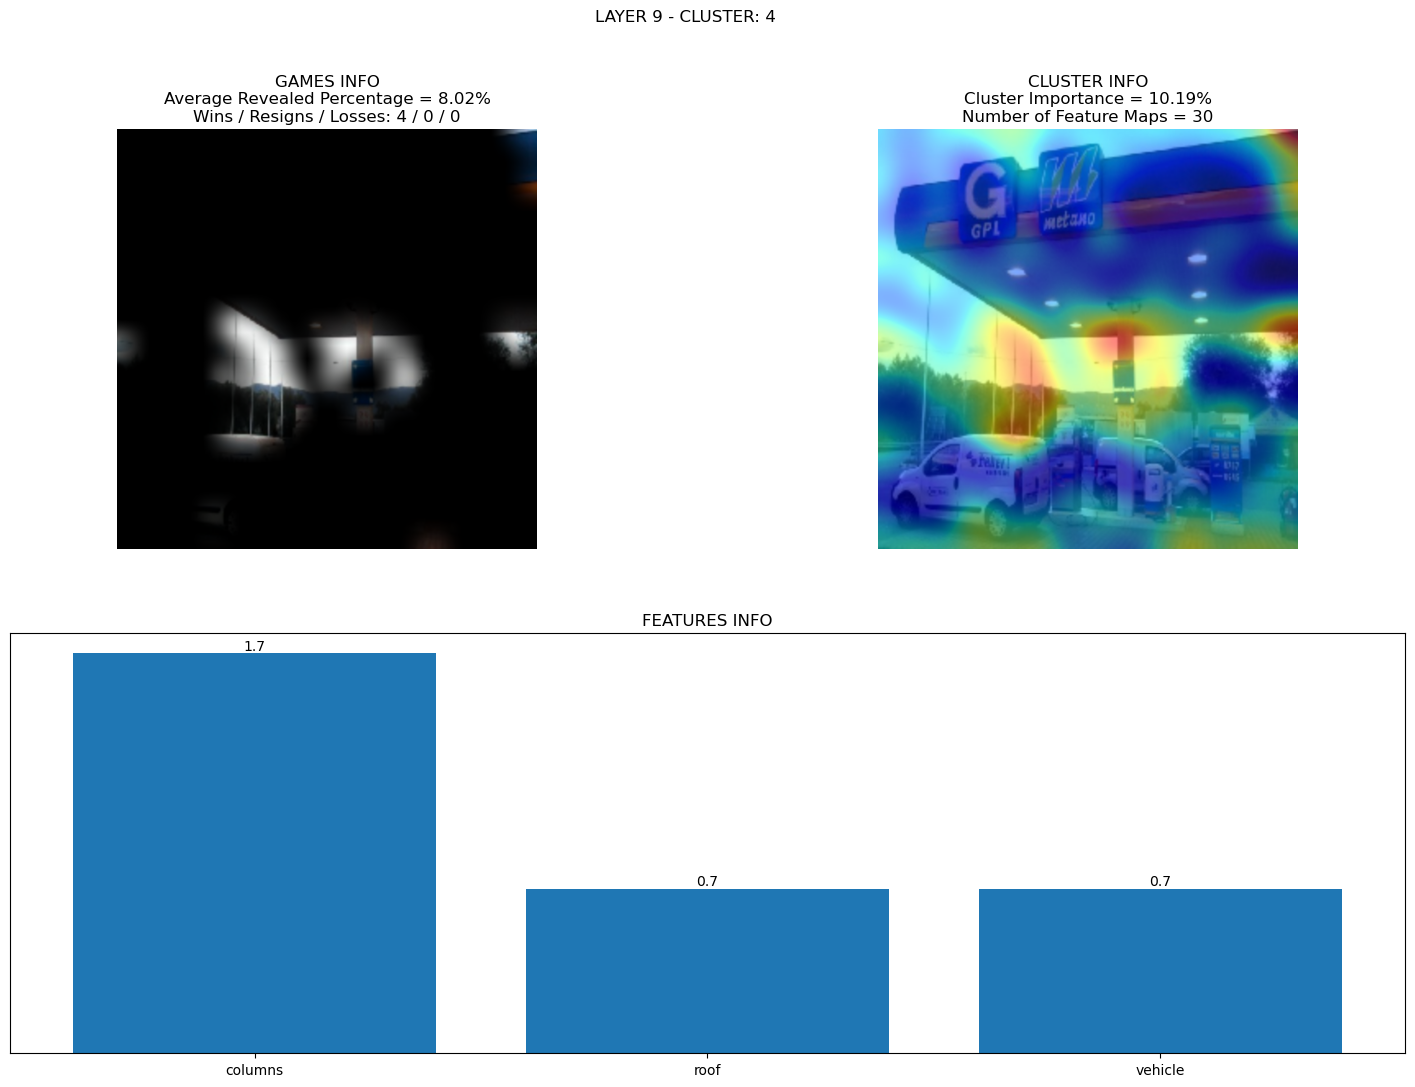 LAYER 9 - CLUSTER: 4
GAMES INFO
Average Revealed Percentage = 8.02%
Wins / Resigns / Losses: 4 / 0 / 0
CLUSTER INFO
Cluster Importance = 10.19%
Number of Feature Maps = 30
G
GPL
metano
FEATURES INFO
1.7
0.7
0.7
columns
roof
vehicle